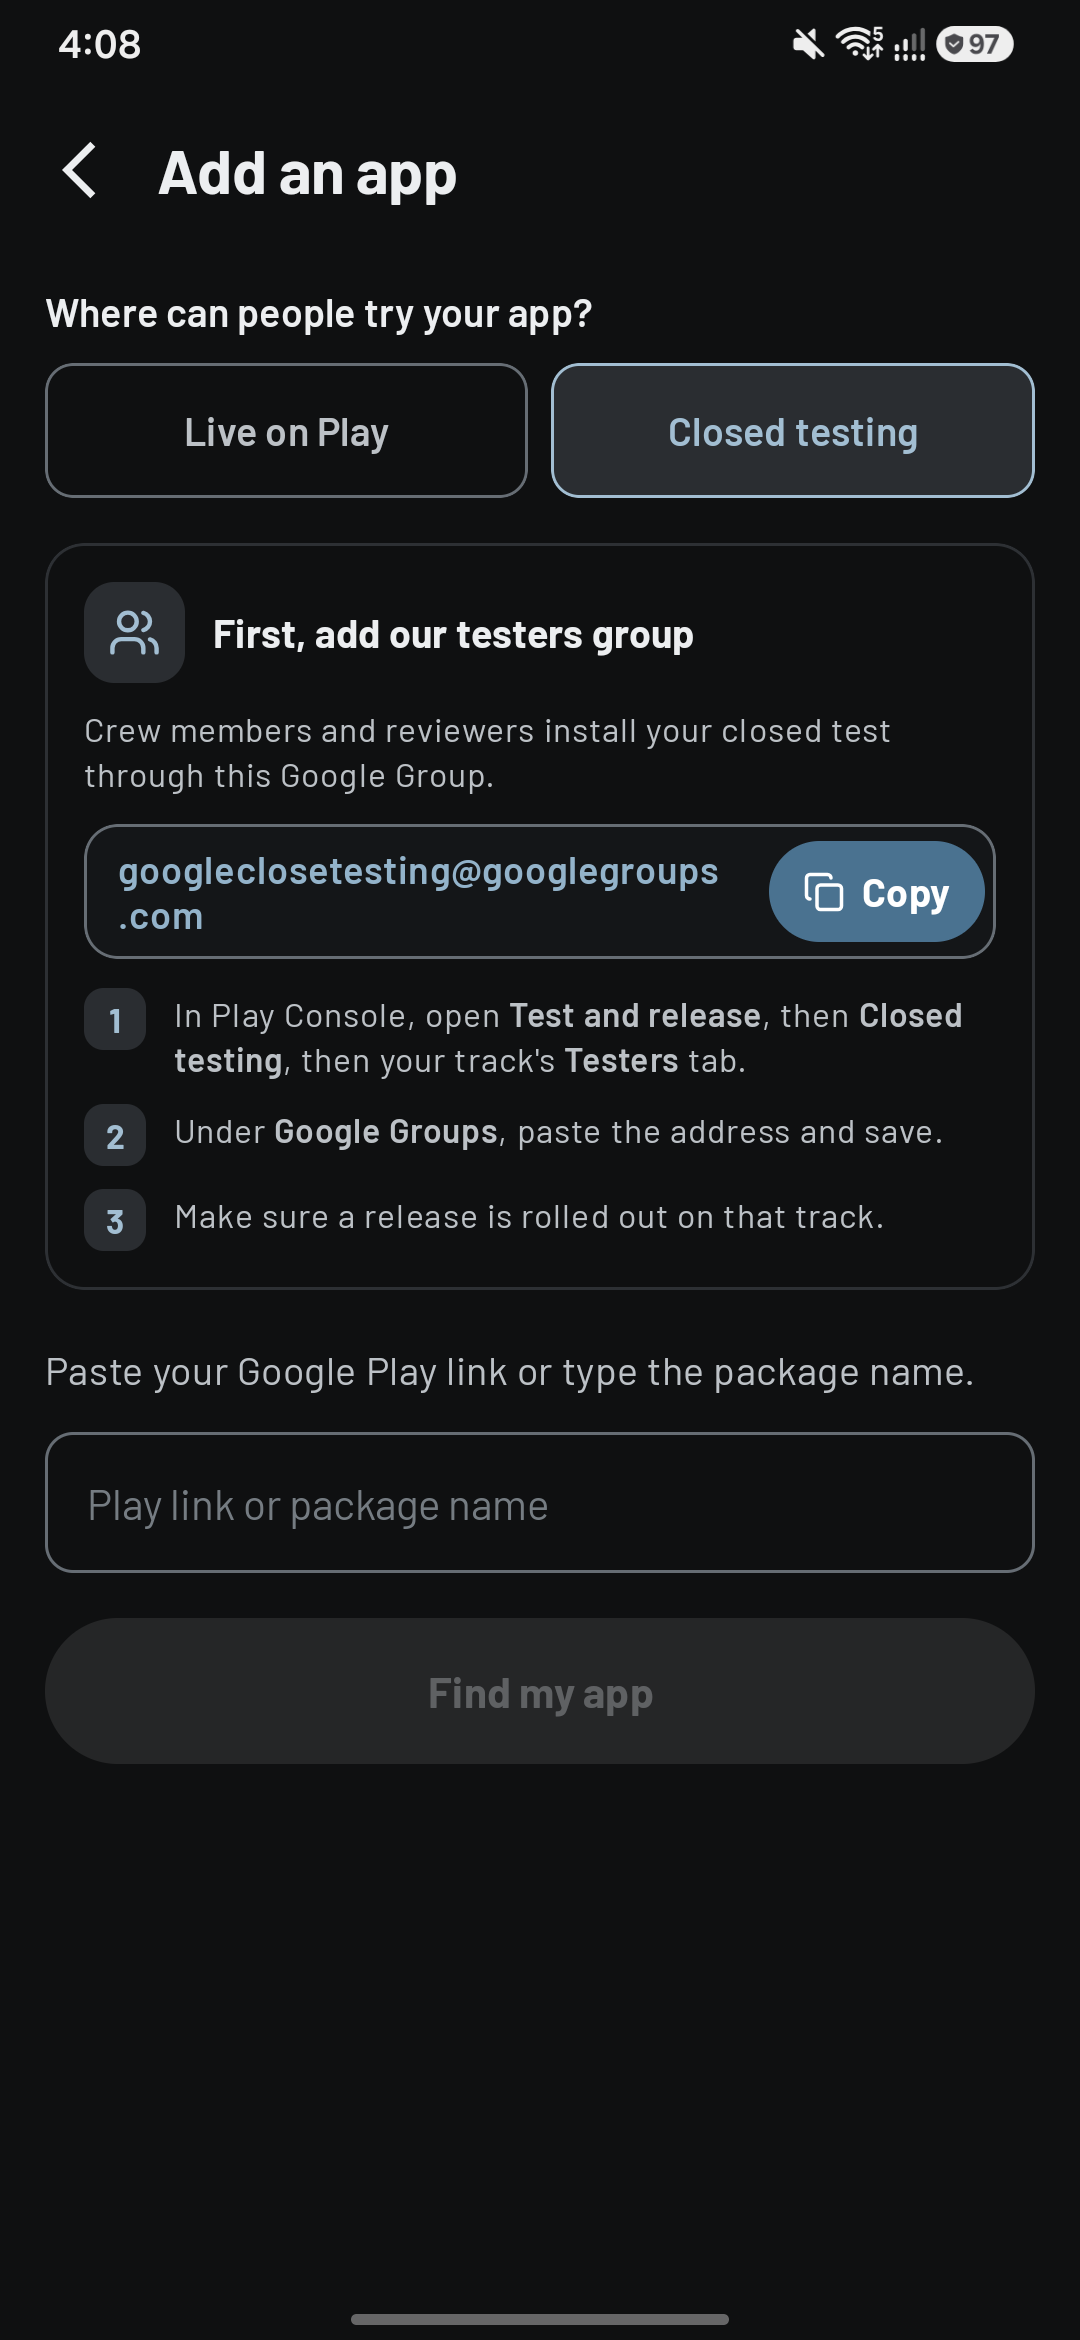 4:08
5
97
Add an app
Where can people try your app?
Live on Play
Closed testing
First, add our testers group
Crew members and reviewers install your closed test
through this Google Group.
googleclosetesting@googlegroups
.com
Copy
1
In Play Console, open Test and release, then Closed
testing, then your track's Testers tab.
2
Under Google Groups, paste the address and save.
3
Make sure a release is rolled out on that track.
Paste your Google Play link or type the package name.
Play link or package name
Find my app